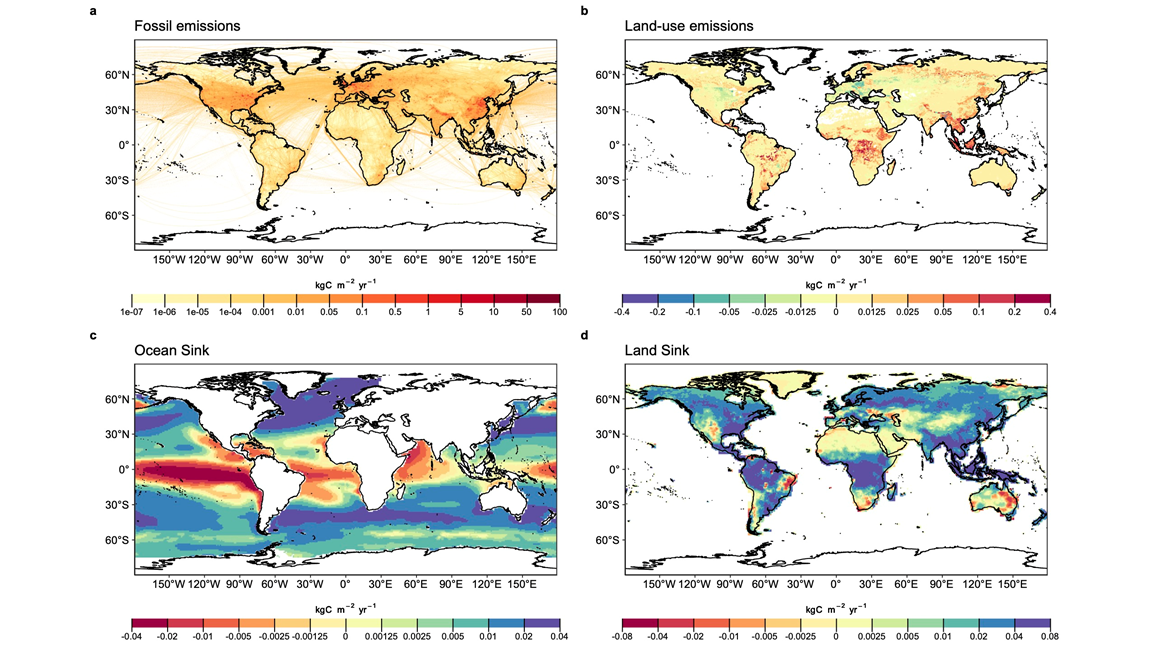 a
Fossil emissions
60°N
30°N
0°
30°S
60°S
150°W 120°W 90°W 60°W 30°W 0° 30°E 60°E 90°E 120°E 150°E
kgC m⁻² yr⁻¹
1e-07 1e-06 1e-05 1e-04 0.001 0.01 0.05 0.1 0.5 1 5 10 50 100
b
Land-use emissions
60°N
30°N
0°
30°S
60°S
150°W 120°W 90°W 60°W 30°W 0° 30°E 60°E 90°E 120°E 150°E
kgC m⁻² yr⁻¹
-0.4 -0.2 -0.1 -0.05 -0.025 -0.0125 0 0.0125 0.025 0.05 0.1 0.2 0.4
c
Ocean Sink
60°N
30°N
0°
30°S
60°S
150°W 120°W 90°W 60°W 30°W 0° 30°E 60°E 90°E 120°E 150°E
kgC m⁻² yr⁻¹
-0.04 -0.02 -0.01 -0.005 -0.0025 -0.00125 0 0.00125 0.0025 0.005 0.01 0.02 0.04
d
Land Sink
60°N
30°N
0°
30°S
60°S
150°W 120°W 90°W 60°W 30°W 0° 30°E 60°E 90°E 120°E 150°E
kgC m⁻² yr⁻¹
-0.08 -0.04 -0.02 -0.01 -0.005 -0.0025 0 0.0025 0.005 0.01 0.02 0.04 0.08